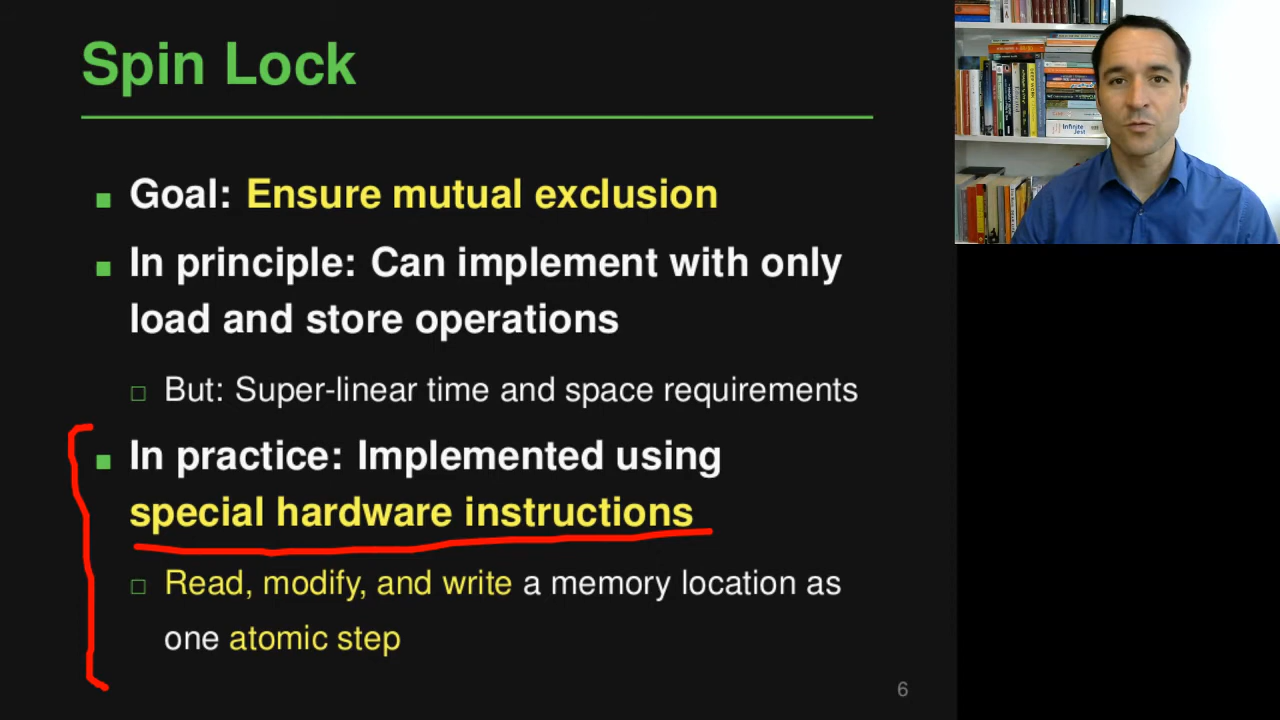 Spin Lock
Goal: Ensure mutual exclusion
In principle: Can implement with only
load and store operations
But: Super-linear time and space requirements
In practice: Implemented using
special hardware instructions
Read, modify, and write a memory location as
one atomic step
6
Infinite
Jest